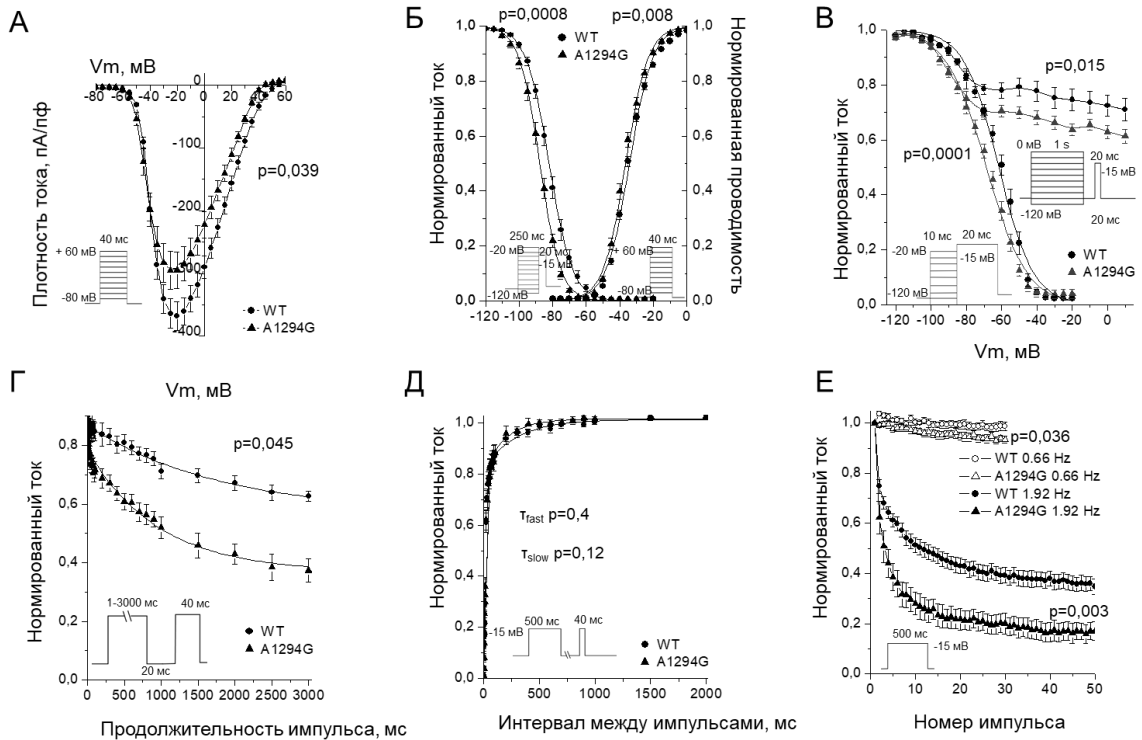 А
Vm, мВ
-80 -60 -40 -20 0 20 40 60
0
-100
-200
-300
-400
Плотность тока, пА/пф
p=0,039
40 мс
+ 60 мВ
-80 мВ
WT
A1294G
Б
p=0,0008
p=0,008
WT
A1294G
1,0
0,8
0,6
0,4
0,2
0,0
Нормированный ток
1,0
0,8
0,6
0,4
0,2
0,0
Нормированная проводимость
250 мс
-20 мВ
20 мс
-15 мВ
-120 мВ
40 мс
+ 60 мВ
-80 мВ
-120 -100 -80 -60 -40 -20 0
В
1,0
0,8
0,6
0,4
0,2
0,0
Нормированный ток
p=0,015
p=0,0001
0 мВ 1 s
20 мс
-15 мВ
-120 мВ
20 мс
10 мс
20 мс
-20 мВ
-15 мВ
-120 мВ
WT
A1294G
-120 -100 -80 -60 -40 -20 0
Vm, мВ
Г
Vm, мВ
0,8
0,6
0,4
0,2
0,0
Нормированный ток
p=0,045
1-3000 мс
40 мс
20 мс
WT
A1294G
0 500 1000 1500 2000 2500 3000
Продолжительность импульса, мс
Д
1,0
0,8
0,6
0,4
0,2
0,0
Нормированный ток
τfast p=0,4
τslow p=0,12
-15 мВ
500 мс
40 мс
WT
A1294G
0 500 1000 1500 2000
Интервал между импульсами, мс
Е
1,0
0,8
0,6
0,4
0,2
0,0
Нормированный ток
p=0,036
WT 0.66 Hz
A1294G 0.66 Hz
WT 1.92 Hz
A1294G 1.92 Hz
p=0,003
500 мс
-15 мВ
0 10 20 30 40 50
Номер импульса